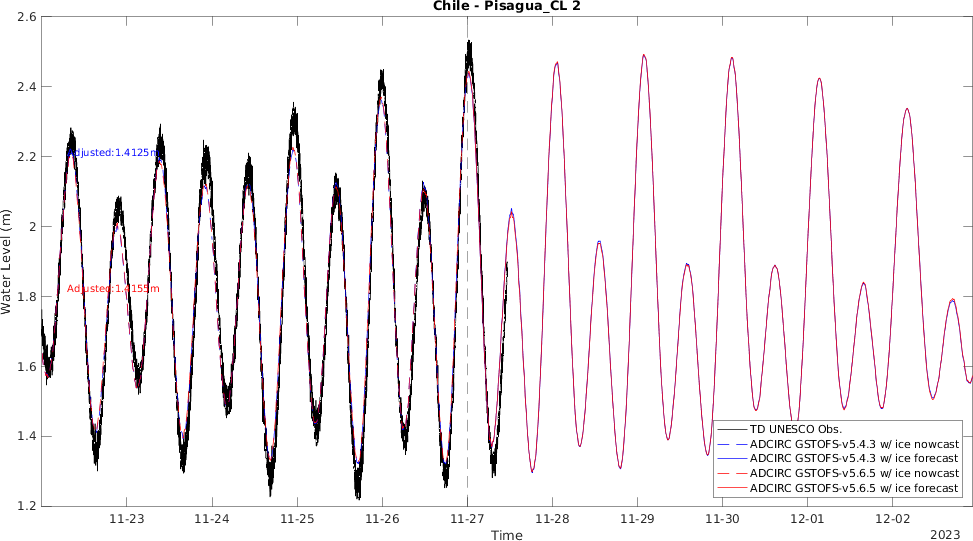 Chile - Pisagua_CL 2
2.6
2.4
2.2
2
1.8
1.6
1.4
1.2
Water Level (m)
Adjusted:1.4125m
Adjusted:1.4155m
TD UNESCO Obs.
ADCIRC GSTOFS-v5.4.3 w/ ice nowcast
ADCIRC GSTOFS-v5.4.3 w/ ice forecast
ADCIRC GSTOFS-v5.6.5 w/ ice nowcast
ADCIRC GSTOFS-v5.6.5 w/ ice forecast
11-23 11-24 11-25 11-26 11-27 11-28 11-29 11-30 12-01 12-02
Time
2023